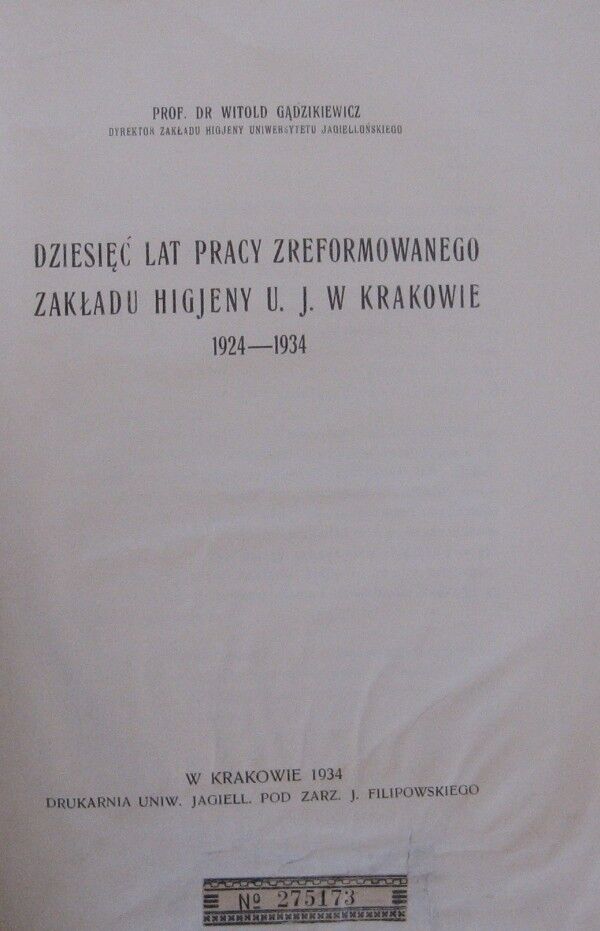 PROF. DR WITOLD GĄDZIKIEWICZ
DYREKTOR ZAKŁADU HIGJENY UNIWERSYTETU JAGIELLOŃSKIEGO
DZIESIĘĆ LAT PRACY ZREFORMOWANEGO
ZAKŁADU HIGJENY U. J. W KRAKOWIE
1924—1934
W KRAKOWIE 1934
DRUKARNIA UNIW. JAGIELL. POD ZARZ. J. FILIPOWSKIEGO
№ 275173